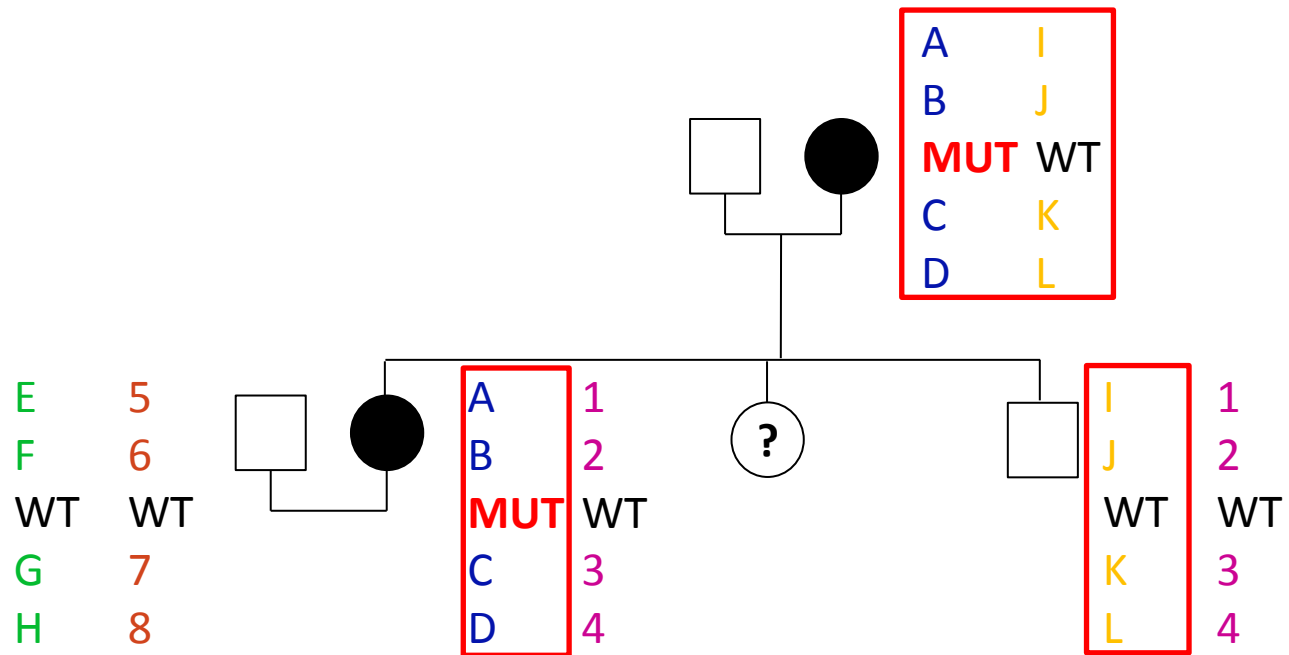 A I
B J
MUT WT
C K
D L
E 5 A 1 I 1
F 6 B 2 ? J 2
WT WT MUT WT WT WT
G 7 C 3 K 3
H 8 D 4 L 4